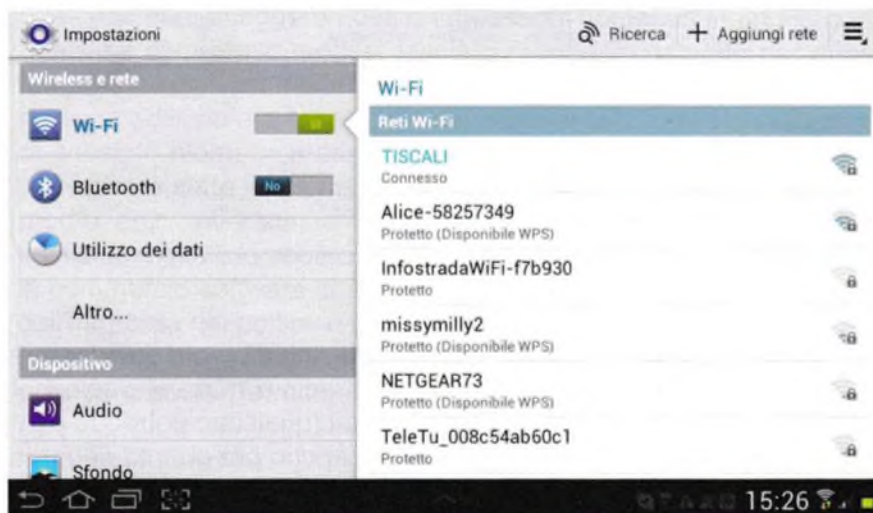 Impostazioni
Ricerca
Aggiungi rete
Wireless e rete
Wi-Fi
Bluetooth
No
Utilizzo dei dati
Altro...
Dispositivo
Audio
Sfondo
Wi-Fi
Reti Wi-Fi
TISCALI
Connesso
Alice-58257349
Protetto (Disponibile WPS)
InfostradaWiFi-f7b930
Protetto
missymilly2
Protetto (Disponibile WPS)
NETGEAR73
Protetto (Disponibile WPS)
TeleTu_008c54ab60c1
Protetto
15:26